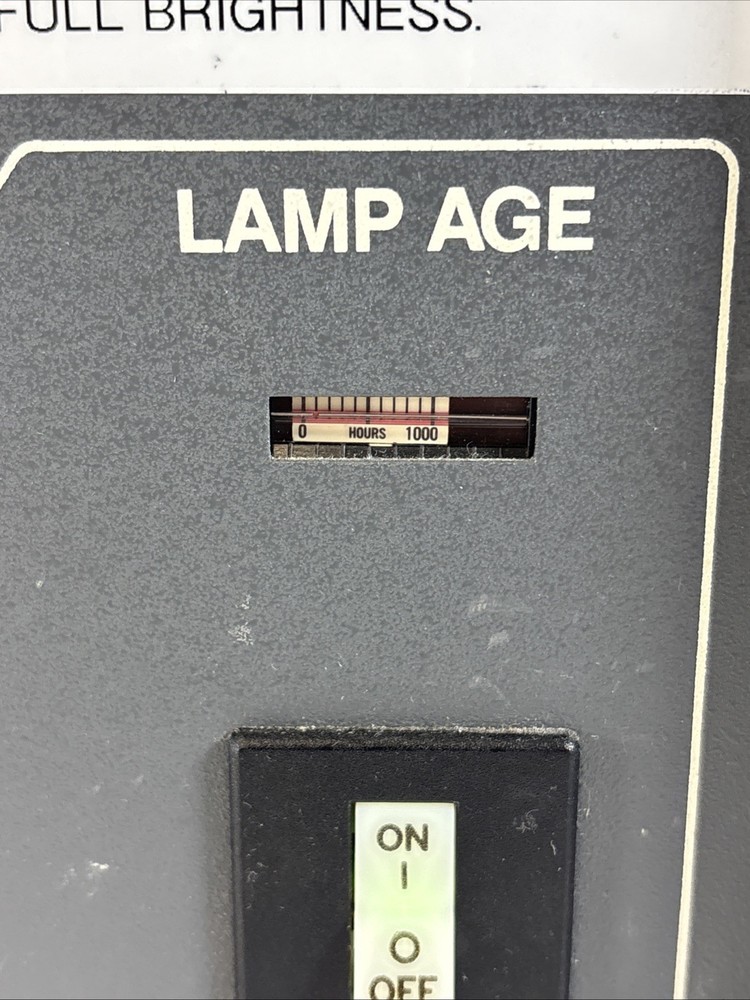 FULL BRIGHTNESS.
LAMP AGE
0 HOURS 1000
ON
I
O
OFF